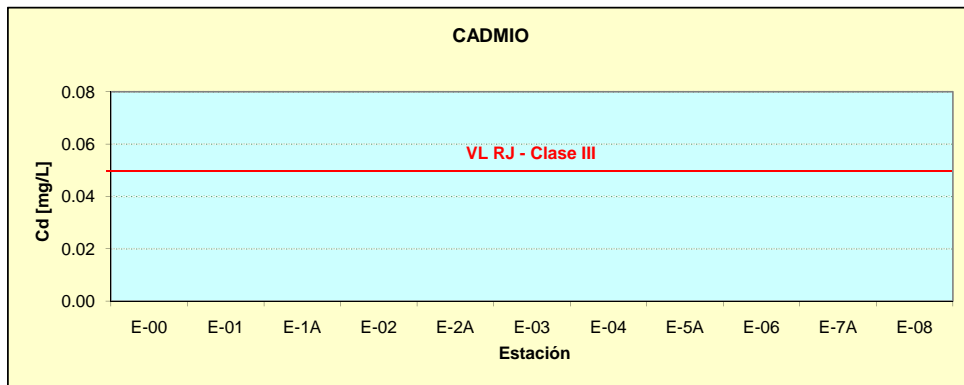 CADMIO
Cd [mg/L]
0.08
0.06
0.04
0.02
0.00
VL RJ - Clase III
E-00 E-01 E-1A E-02 E-2A E-03 E-04 E-5A E-06 E-7A E-08
Estación